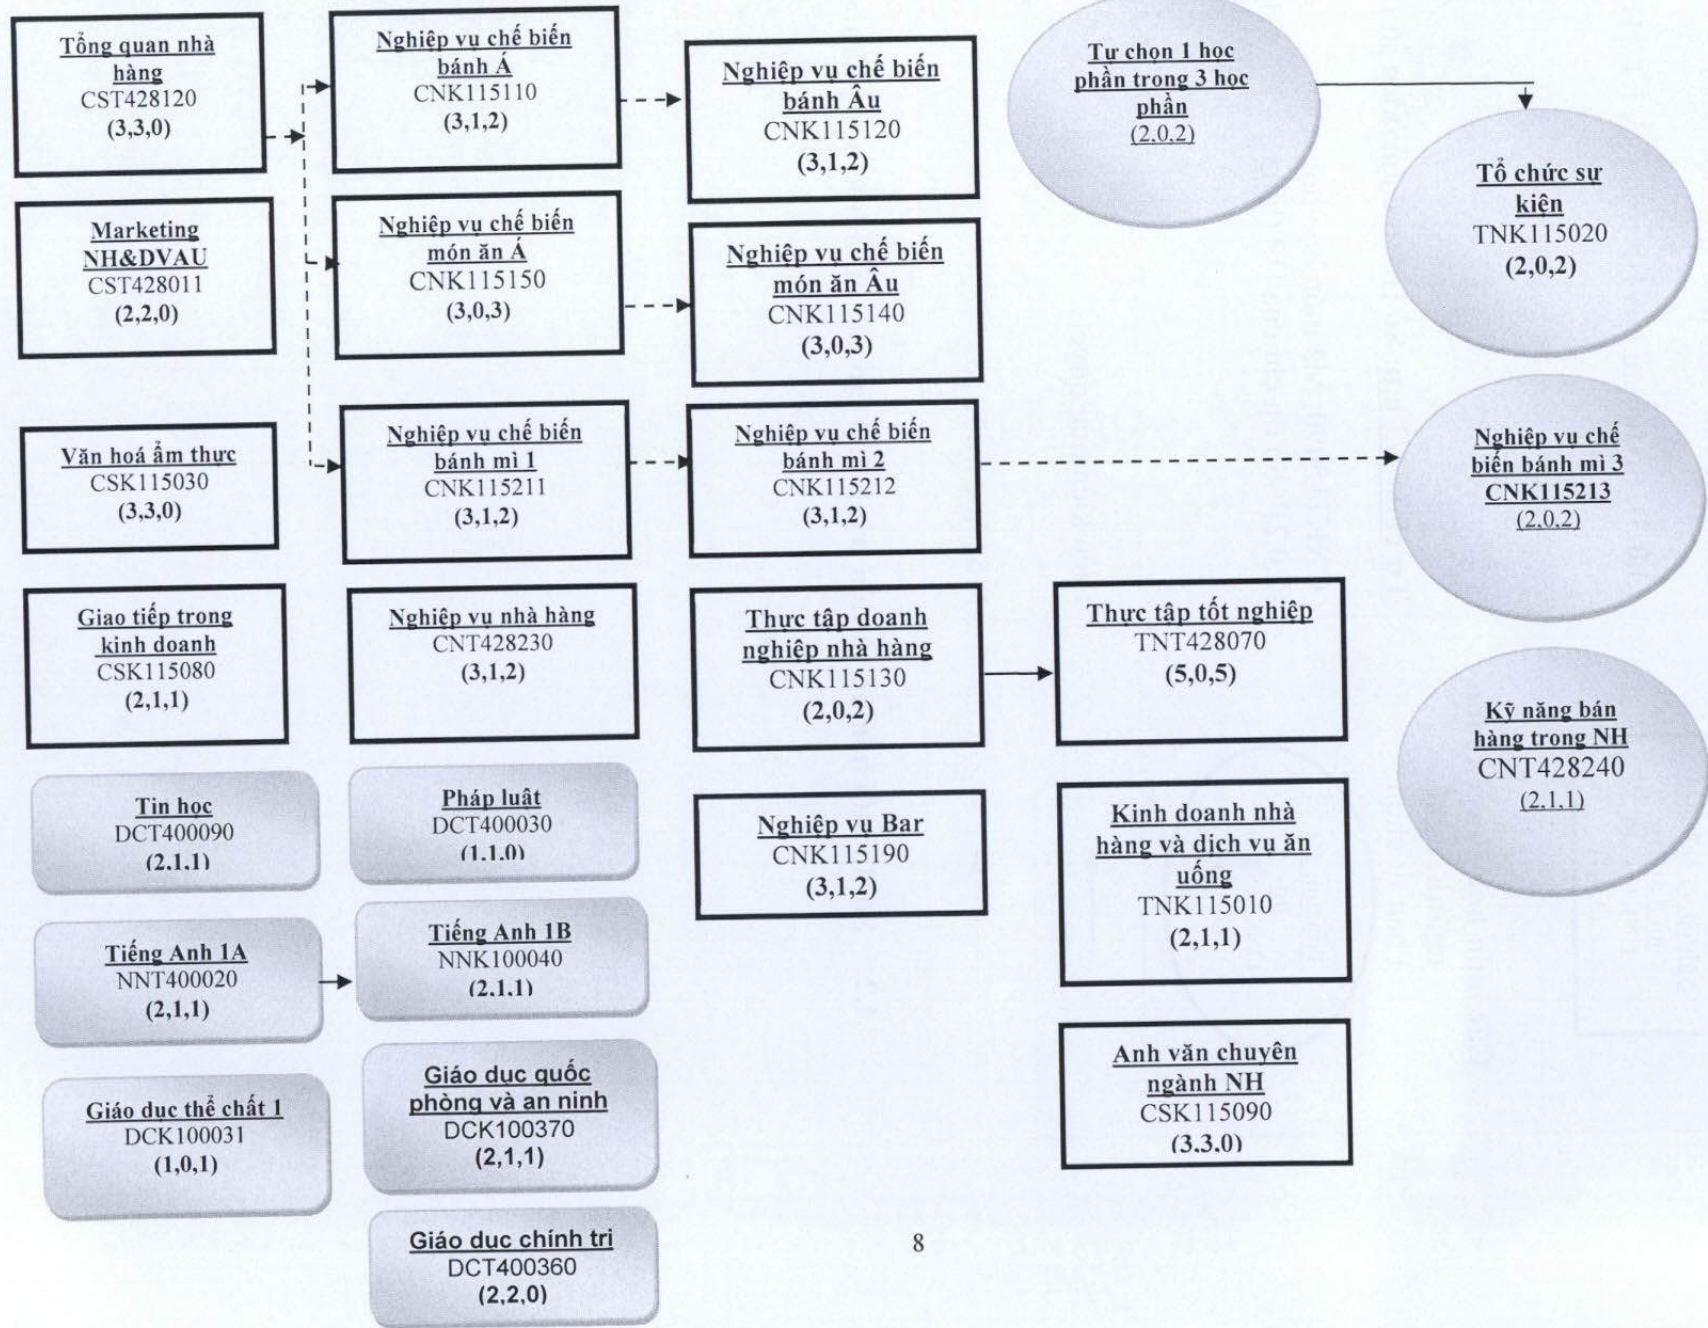 Tổng quan nhà
hàng
CST428120
(3,3,0)
Marketing
NH&DVAU
CST428011
(2,2,0)
Văn hoá ẩm thực
CSK115030
(3,3,0)
Giao tiếp trong
kinh doanh
CSK115080
(2,1,1)
Tin học
DCT400090
(2,1,1)
Tiếng Anh 1A
NNT400020
(2,1,1)
Giáo dục thể chất 1
DCK100031
(1,0,1)
Nghiệp vụ chế biến
bánh Á
CNK115110
(3,1,2)
Nghiệp vụ chế biến
món ăn Á
CNK115150
(3,0,3)
Nghiệp vụ chế biến
bánh mì 1
CNK115211
(3,1,2)
Nghiệp vụ nhà hàng
CNT428230
(3,1,2)
Pháp luật
DCT400030
(1,1,0)
Tiếng Anh 1B
NNK100040
(2,1,1)
Giáo dục quốc
phòng và an ninh
DCK100370
(2,1,1)
Giáo dục chính trị
DCT400360
(2,2,0)
Nghiệp vụ chế biến
bánh Âu
CNK115120
(3,1,2)
Nghiệp vụ chế biến
món ăn Âu
CNK115140
(3,0,3)
Nghiệp vụ chế biến
bánh mì 2
CNK115212
(3,1,2)
Thực tập doanh
nghiệp nhà hàng
CNK115130
(2,0,2)
Nghiệp vụ Bar
CNK115190
(3,1,2)
Tự chọn 1 học
phần trong 3 học
phần
(2,0,2)
Thực tập tốt nghiệp
TNT428070
(5,0,5)
Kinh doanh nhà
hàng và dịch vụ ăn
uống
TNK115010
(2,1,1)
Anh văn chuyên
ngành NH
CSK115090
(3,3,0)
Tổ chức sự
kiện
TNK115020
(2,0,2)
Nghiệp vụ chế
biến bánh mì 3
CNK115213
(2,0,2)
Kỹ năng bán
hàng trong NH
CNT428240
(2,1,1)
8